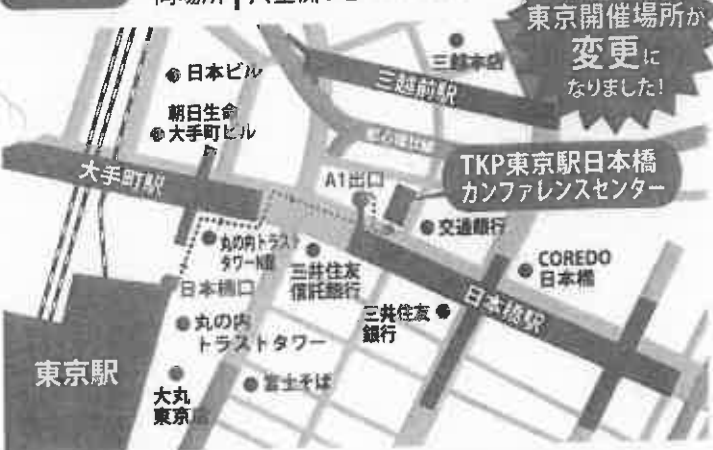 東京開催場所が
変更に
なりました!
三越本店
日本ビル
三越前駅
朝日生命
大手町ビル
大手町駅
TKP東京駅日本橋
カンファレンスセンター
A1出口
交通銀行
丸の内トラスト
タワーN館
三井住友
信託銀行
COREDO
日本橋
日本橋口
日本橋駅
三井住友
銀行
丸の内
トラストタワー
東京駅
富士そば
大丸
東京店